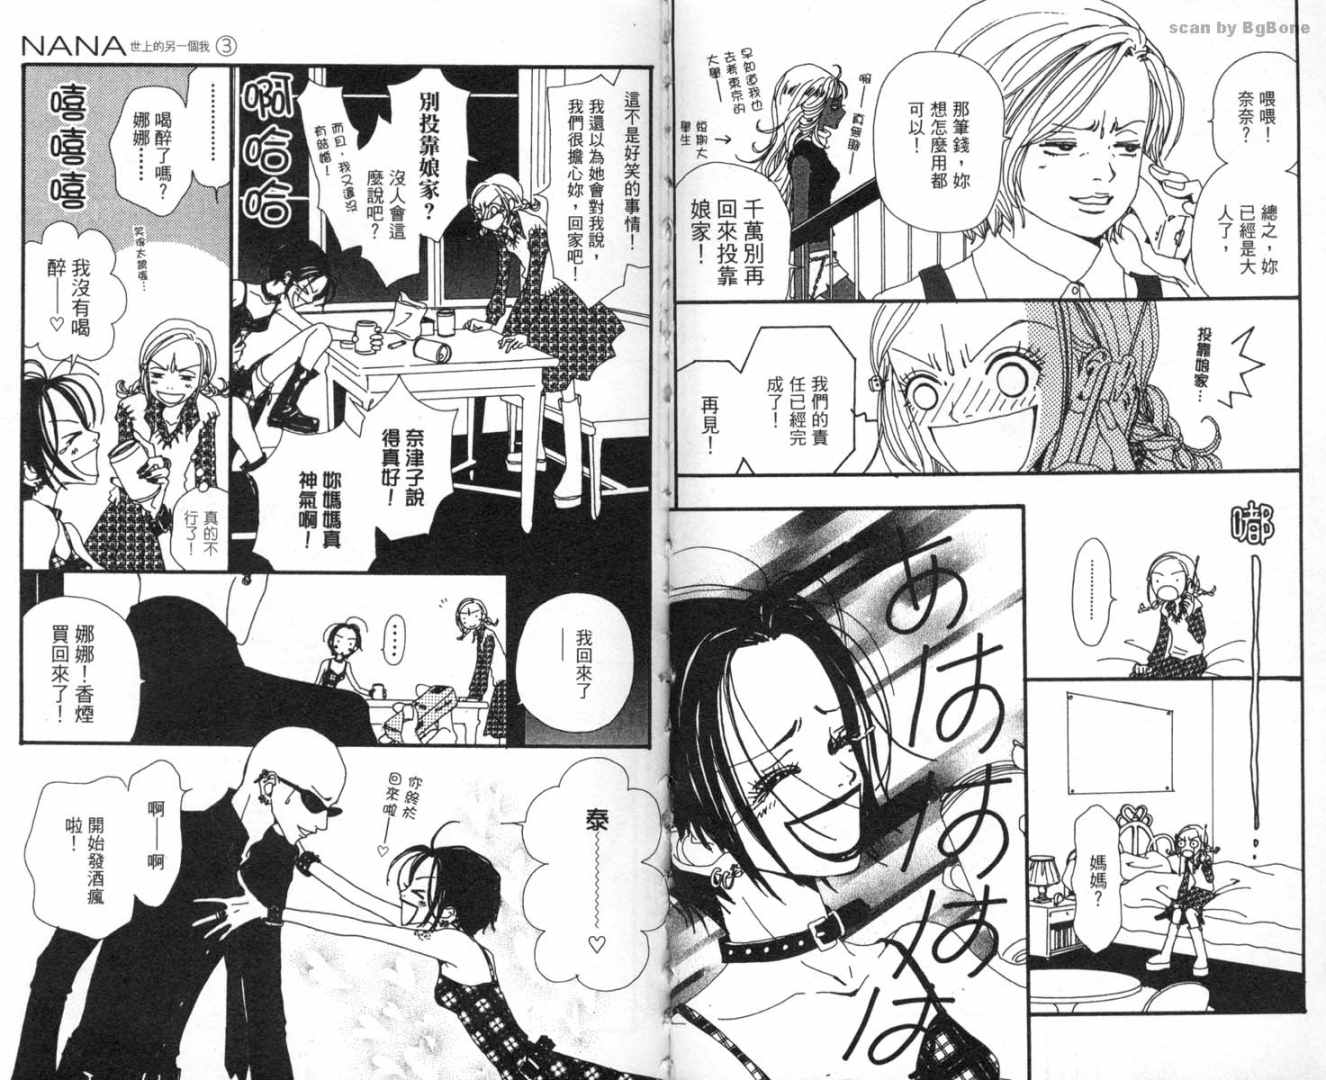 scan by BgBone
喂喂！
奈奈？
總之，妳
已經是大
人了，
那筆錢，妳
想怎麼用都
可以！
千萬別再
回來投靠
娘家！
早知道我也
去考東京的
大學——
短期大
學生
投靠娘家…
我們的責
任已經完
成了！
再見！
嘟
…………
媽媽？
あははははははは
NANA 世上的另一個我 ③
這不是好笑的事情！
我還以為她會對我說，
我們很擔心妳，回家吧！
別投靠娘家？
沒人會這
麼說吧？
而且，我又還沒
有結婚！
啊哈哈
奈津子說
得真好！
妳媽媽真
神氣啊！
…………
喝醉了嗎？
娜娜……
嘻嘻嘻
我沒有喝
醉——♡
真的不
行了！
我回來了
——
……
娜娜！香煙
買回來了！
泰～～～～♡
你終於
回來啦——♡
啊——啊
開始發酒瘋
啦！